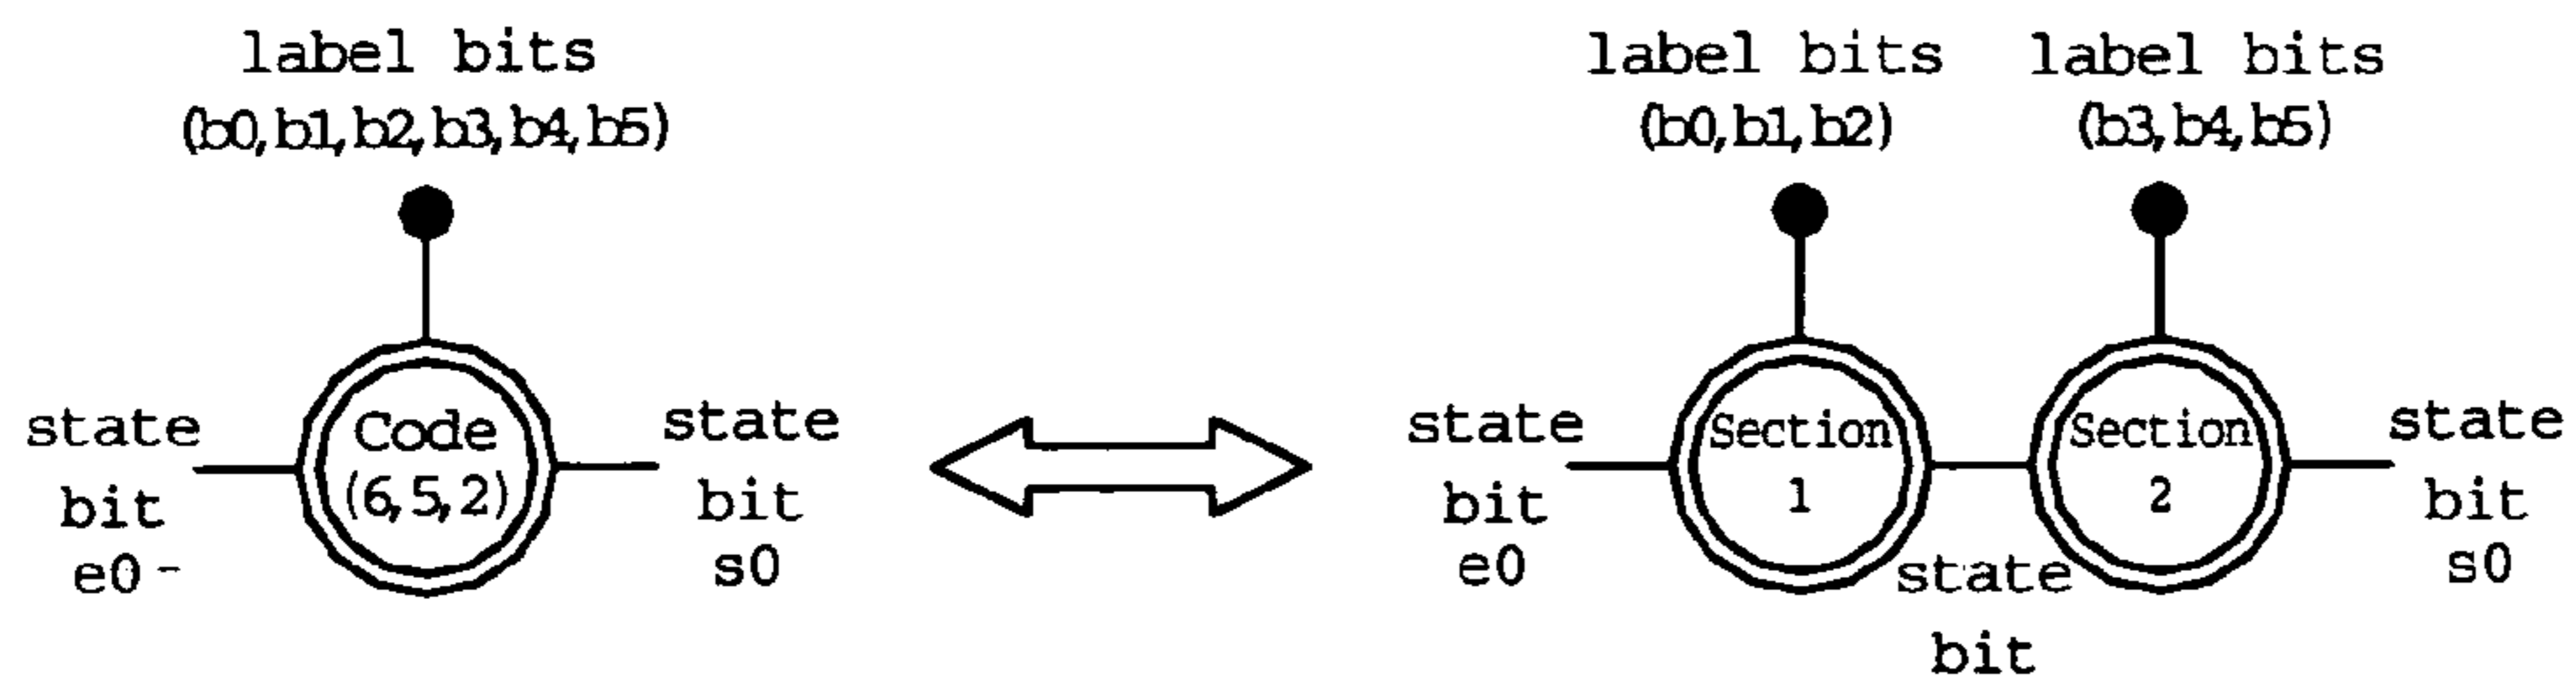 label bits
(b0,b1,b2,b3,b4,b5)
Code
(6,5,2)
state
bit
e0-
state
bit
s0
label bits
(b0,b1,b2)
label bits
(b3,b4,b5)
state
bit
e0
Section
1
state
bit
Section
2
state
bit
s0